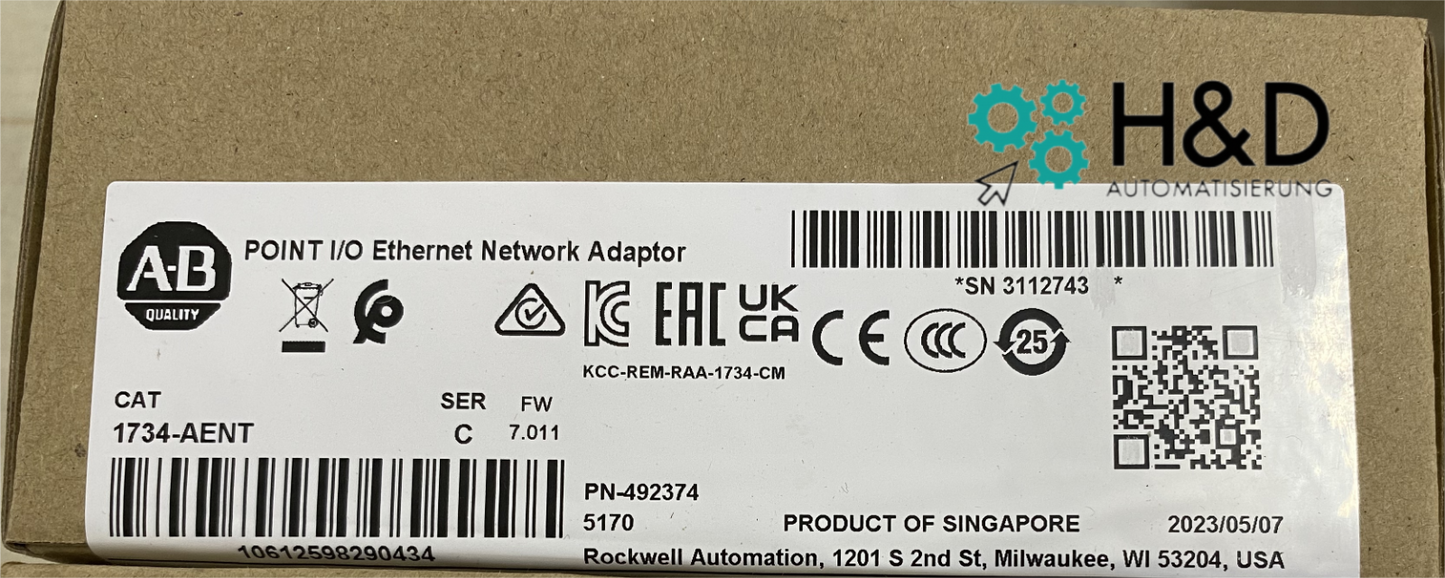 H&D
AUTOMATISIERUNG
A-B
QUALITY
POINT I/O Ethernet Network Adaptor
*SN 3112743 *
EAC
UK
CA
CE
CCC
25
KCC-REM-RAA-1734-CM
CAT
SER
FW
1734-AENT
C
7.011
10612598290434
PN-492374
5170
PRODUCT OF SINGAPORE
2023/05/07
Rockwell Automation, 1201 S 2nd St, Milwaukee, WI 53204, USA